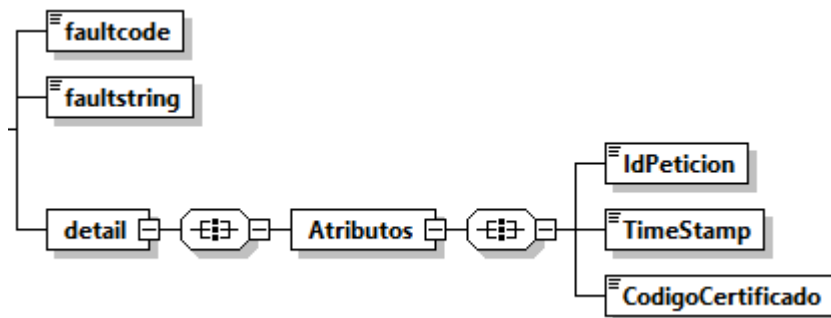 faultcode
faultstring
detail
Atributos
IdPeticion
TimeStamp
CodigoCertificado